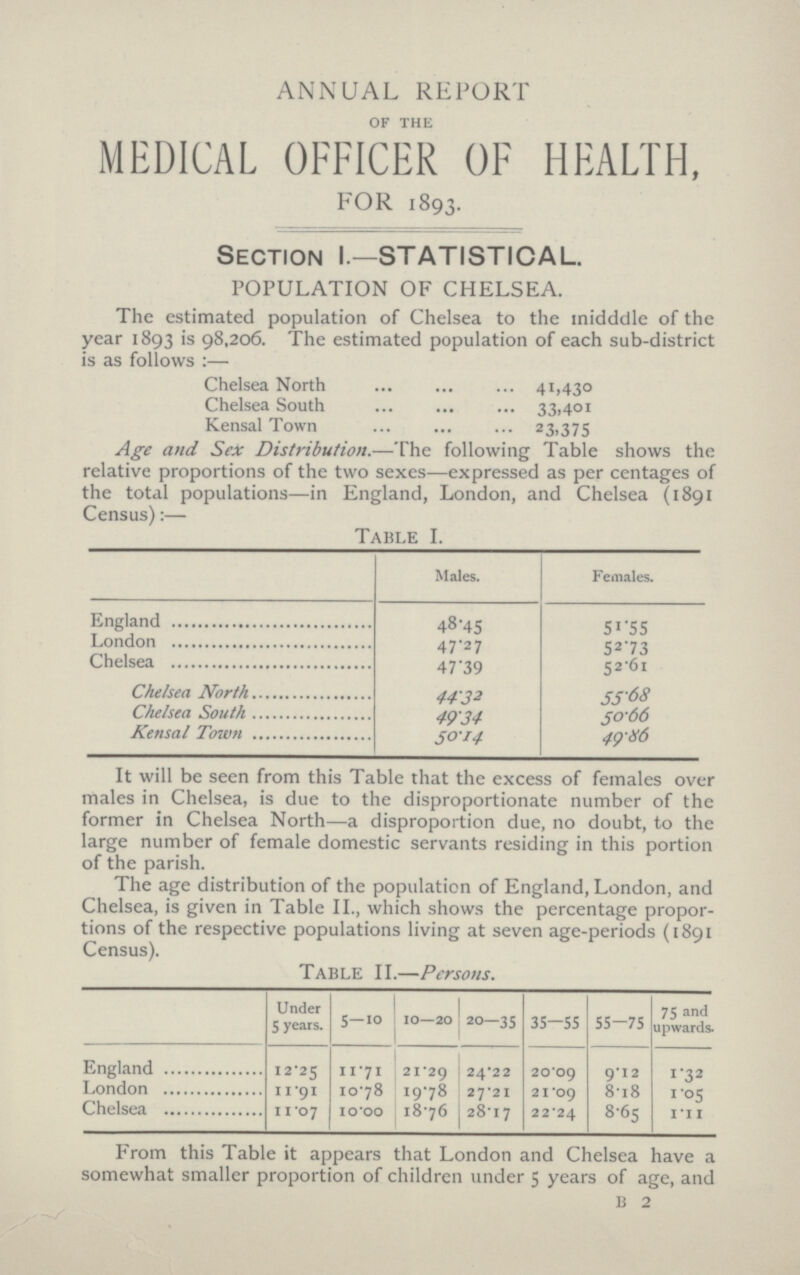 ANNUAL REPORT
OF THE
MEDICAL OFFICER OF HEALTH,
FOR 1893.
SECTION I.—STATISTICAL.
POPULATION OF CHELSEA.
The estimated population of Chelsea to the midddle of the
year 1893 is 98,206. The estimated population of each sub-district
is as follows :—
Chelsea North ... ... ... 41,430
Chelsea South ... ... ... 33,401
Kensal Town ... ... ... 23,375
Age and Sex Distribution.—The following Table shows the
relative proportions of the two sexes—expressed as per centages of
the total populations—in England, London, and Chelsea (1891
Census):—
TABLE I.
Males. Females.
England .............................. 48·45 51·55
London .............................. 47·27 52·73
Chelsea .............................. 47·39 52·61
Chelsea North.................. 44·32 55·68
Chelsea South .................. 49·34 50·66
Kensal Town .................. 50·14 49·86
It will be seen from this Table that the excess of females over
males in Chelsea, is due to the disproportionate number of the
former in Chelsea North—a disproportion due, no doubt, to the
large number of female domestic servants residing in this portion
of the parish.
The age distribution of the population of England, London, and
Chelsea, is given in Table II., which shows the percentage propor-
tions of the respective populations living at seven age-periods (1891
Census).
TABLE II.—Persons.
Under 5 years. 5—10 10—20 20—35 35—55 55—75 75 and upwards.
England ............... 12·25 11·71 21·29 24·22 20·09 9·12 1·32
London ............... 11·91 10·78 19·78 27·21 21·09 8·18 1·05
Chelsea ............... 11·07 10·00 18·76 28·17 22·24 8·65 1·11
From this Table it appears that London and Chelsea have a
somewhat smaller proportion of children under 5 years of age, and
B 2